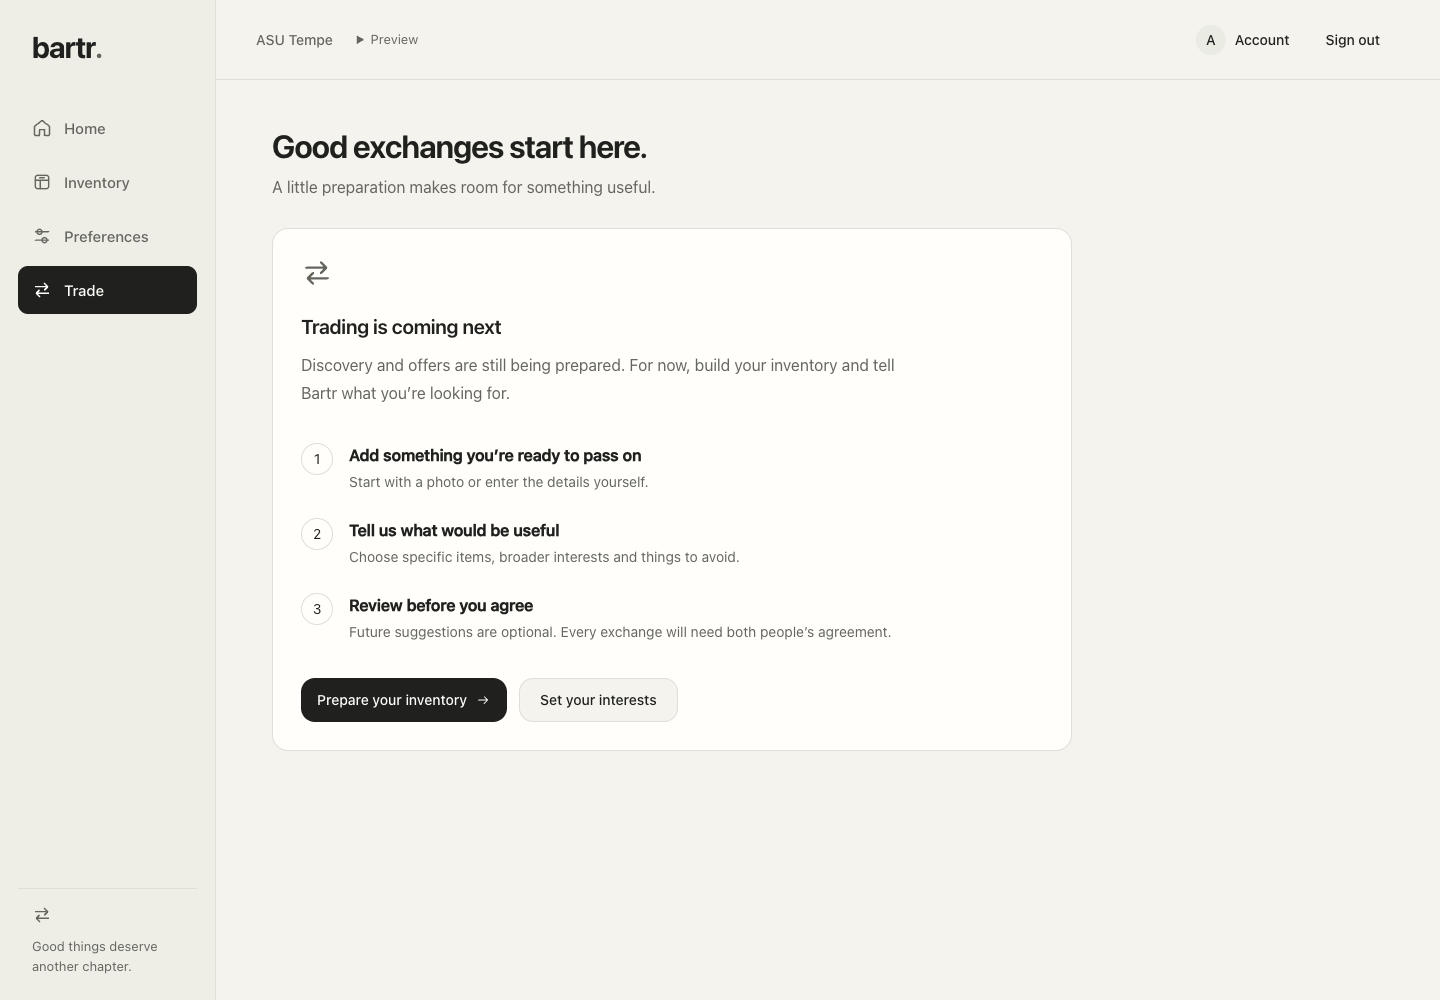 bartr.
Home
Inventory
Preferences
Trade
Good things deserve
another chapter.
ASU Tempe
Preview
A
Account
Sign out
Good exchanges start here.
A little preparation makes room for something useful.
Trading is coming next
Discovery and offers are still being prepared. For now, build your inventory and tell
Bartr what you’re looking for.
1
Add something you’re ready to pass on
Start with a photo or enter the details yourself.
2
Tell us what would be useful
Choose specific items, broader interests and things to avoid.
3
Review before you agree
Future suggestions are optional. Every exchange will need both people’s agreement.
Prepare your inventory →
Set your interests